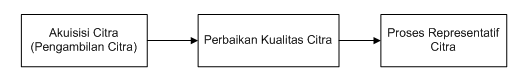 Akuisisi Citra
(Pengambilan Citra)
Perbaikan Kualitas Citra
Proses Representatif
Citra